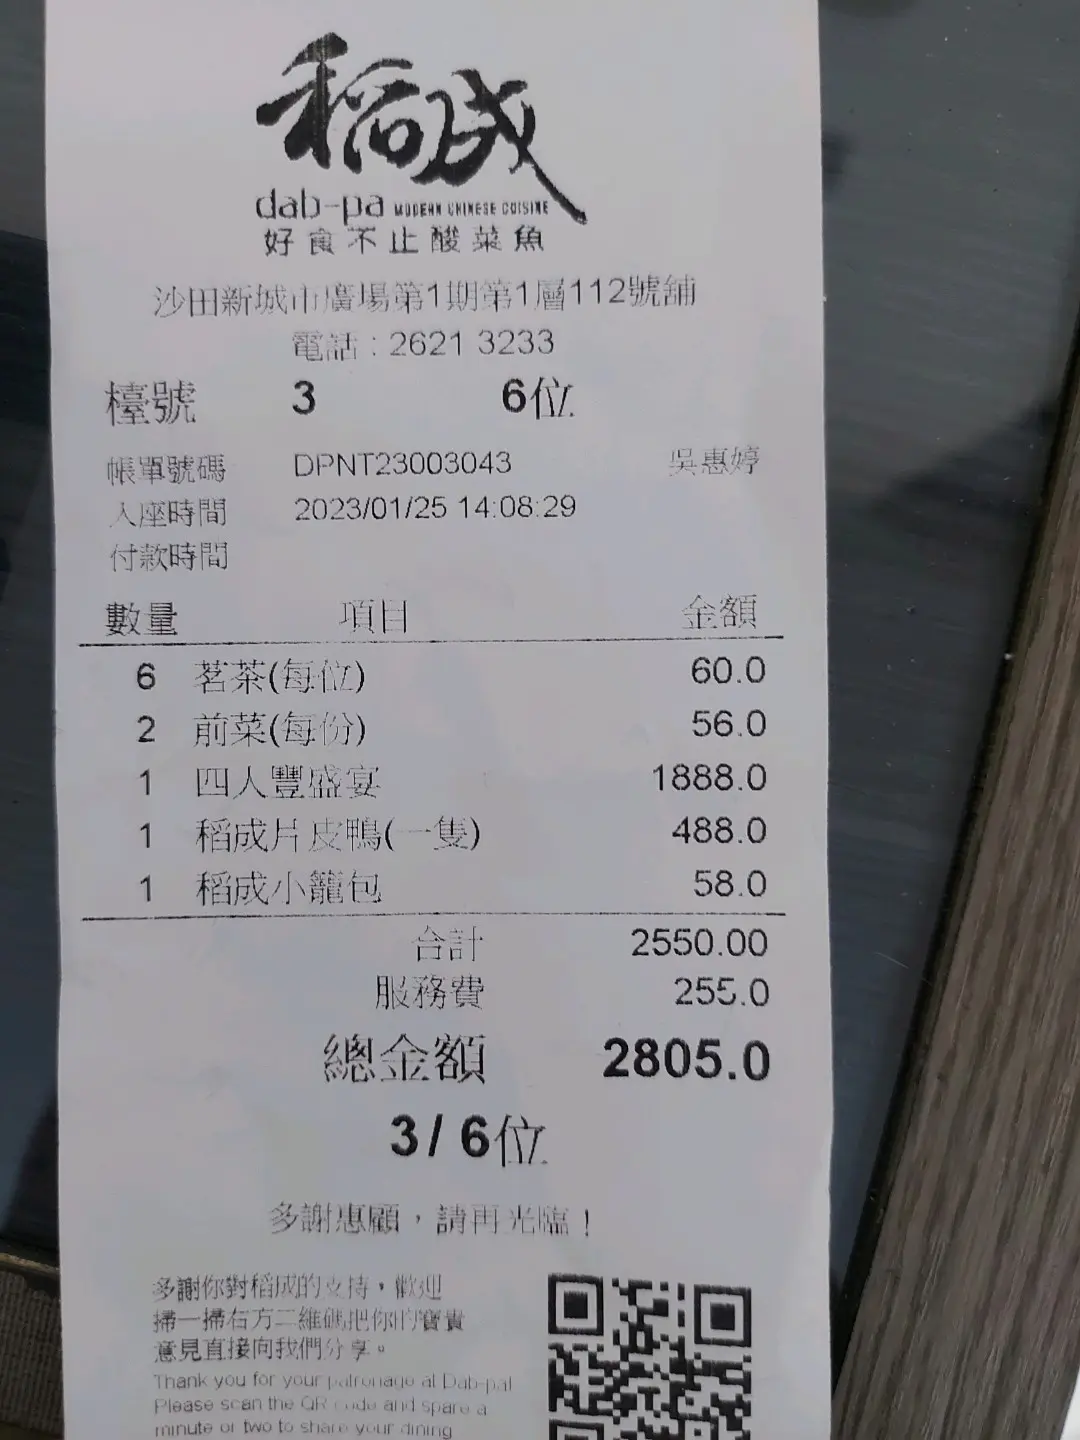 稻成
dab-pa MODERN CHINESE CUISINE
好食不止酸菜魚
沙田新城市廣場第1期第1層112號舖
電話：2621 3233
檯號 3 6位
帳單號碼 DPNT23003043 吳惠婷
入座時間 2023/01/25 14:08:29
付款時間
數量 項目 金額
6 茗茶(每位) 60.0
2 前菜(每份) 56.0
1 四人豐盛宴 1888.0
1 稻成片皮鴨(一隻) 488.0
1 稻成小籠包 58.0
合計 2550.00
服務費 255.0
總金額 2805.0
3 / 6位
多謝惠顧，請再光臨！
多謝你對稻成的支持，歡迎
掃一掃右方二維碼把你的寶貴
意見直接向我們分享。
Thank you for your patronage at Dab-pa!
Please scan the QR code and spare a
minute or two to share your dining